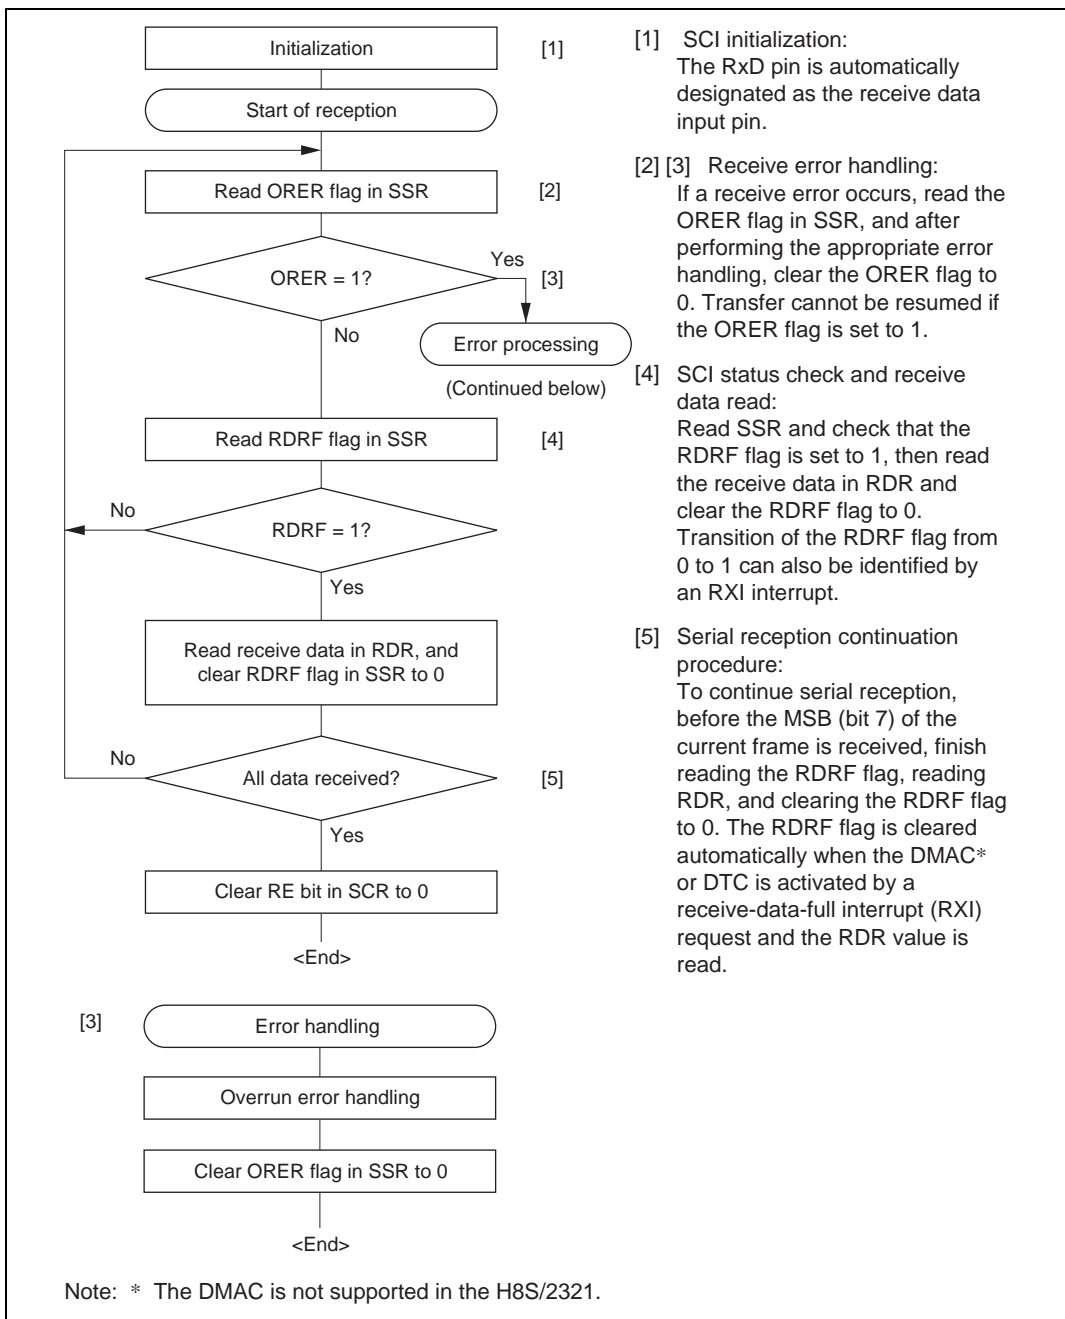 Initialization
[1]
Start of reception
Read ORER flag in SSR
[2]
ORER = 1?
Yes
[3]
No
Error processing
(Continued below)
Read RDRF flag in SSR
[4]
No
RDRF = 1?
Yes
Read receive data in RDR, and
clear RDRF flag in SSR to 0
No
All data received?
[5]
Yes
Clear RE bit in SCR to 0
<End>
[3]
Error handling
Overrun error handling
Clear ORER flag in SSR to 0
<End>
[1] SCI initialization:
The RxD pin is automatically
designated as the receive data
input pin.
[2] [3] Receive error handling:
If a receive error occurs, read the
ORER flag in SSR, and after
performing the appropriate error
handling, clear the ORER flag to
0. Transfer cannot be resumed if
the ORER flag is set to 1.
[4] SCI status check and receive
data read:
Read SSR and check that the
RDRF flag is set to 1, then read
the receive data in RDR and
clear the RDRF flag to 0.
Transition of the RDRF flag from
0 to 1 can also be identified by
an RXI interrupt.
[5] Serial reception continuation
procedure:
To continue serial reception,
before the MSB (bit 7) of the
current frame is received, finish
reading the RDRF flag, reading
RDR, and clearing the RDRF flag
to 0. The RDRF flag is cleared
automatically when the DMAC*
or DTC is activated by a
receive-data-full interrupt (RXI)
request and the RDR value is
read.
Note: * The DMAC is not supported in the H8S/2321.